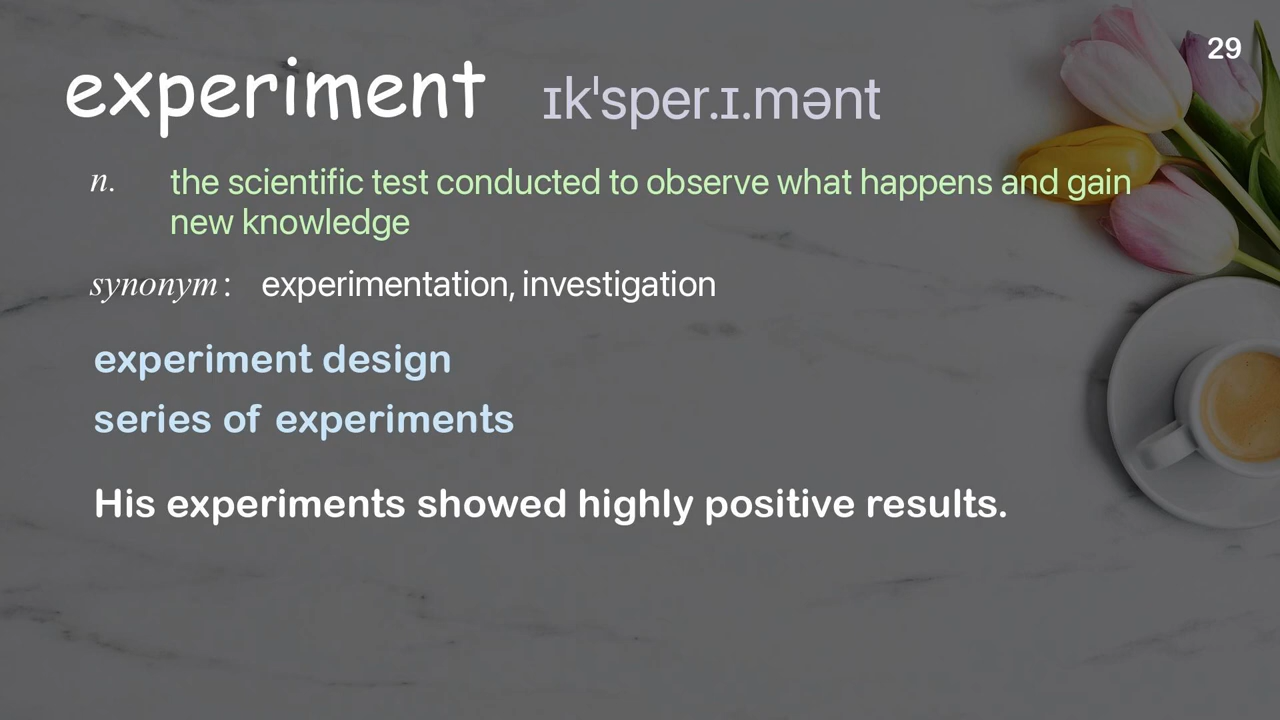 29
experiment ɪkˈsper.ɪ.mənt
n. the scientific test conducted to observe what happens and gain
new knowledge
synonym : experimentation, investigation
experiment design
series of experiments
His experiments showed highly positive results.